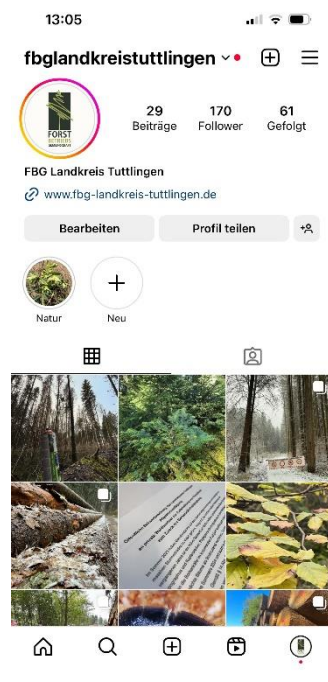 13:05
fbglandkreistuttlingen
29 170 61
Beiträge Follower Gefolgt
FORST
FBG Landkreis Tuttlingen
www.fbg-landkreis-tuttlingen.de
Bearbeiten Profil teilen
Natur Neu